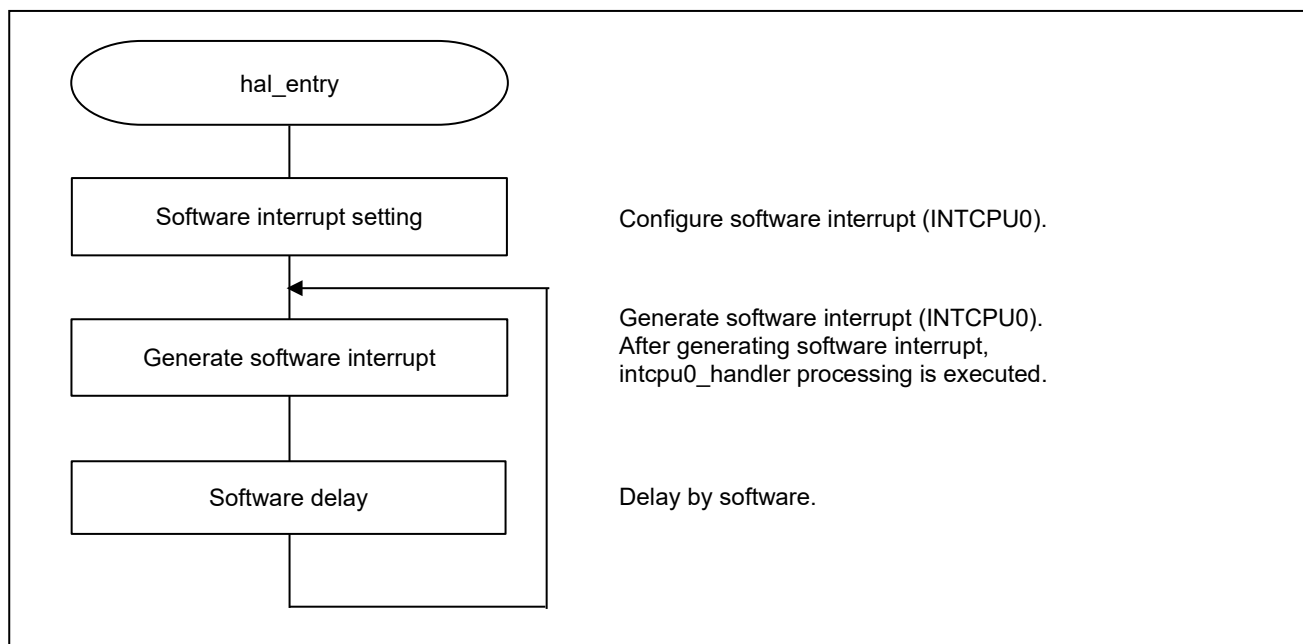 hal_entry
Software interrupt setting
Configure software interrupt (INTCPU0).
Generate software interrupt
Generate software interrupt (INTCPU0).
After generating software interrupt,
intcpu0_handler processing is executed.
Software delay
Delay by software.